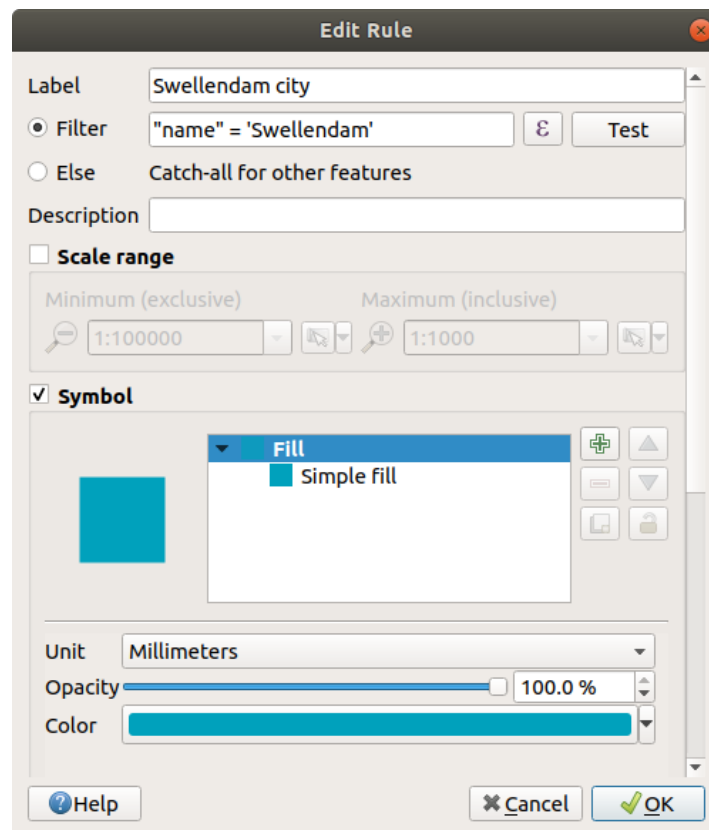 Edit Rule
Label Swellendam city
Filter "name" = 'Swellendam' ε Test
Else Catch-all for other features
Description
Scale range
Minimum (exclusive) Maximum (inclusive)
1:100000 1:1000
Symbol
Fill
Simple fill
Unit Millimeters
Opacity 100.0 %
Color
Help Cancel OK